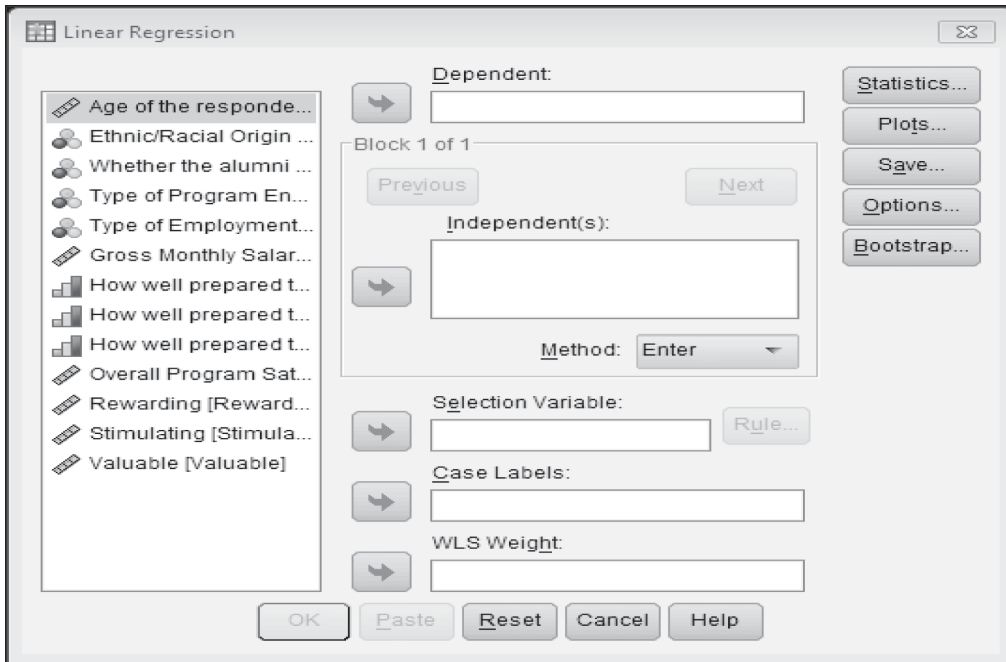 Linear Regression
Age of the responde...
Ethnic/Racial Origin ...
Whether the alumni ...
Type of Program En...
Type of Employment...
Gross Monthly Salar...
How well prepared t...
How well prepared t...
How well prepared t...
Overall Program Sat...
Rewarding [Reward...
Stimulating [Stimula...
Valuable [Valuable]
Dependent:
Block 1 of 1
Previous
Next
Independent(s):
Method:
Enter
Selection Variable:
Rule...
Case Labels:
WLS Weight:
Statistics...
Plots...
Save...
Options...
Bootstrap...
OK
Paste
Reset
Cancel
Help